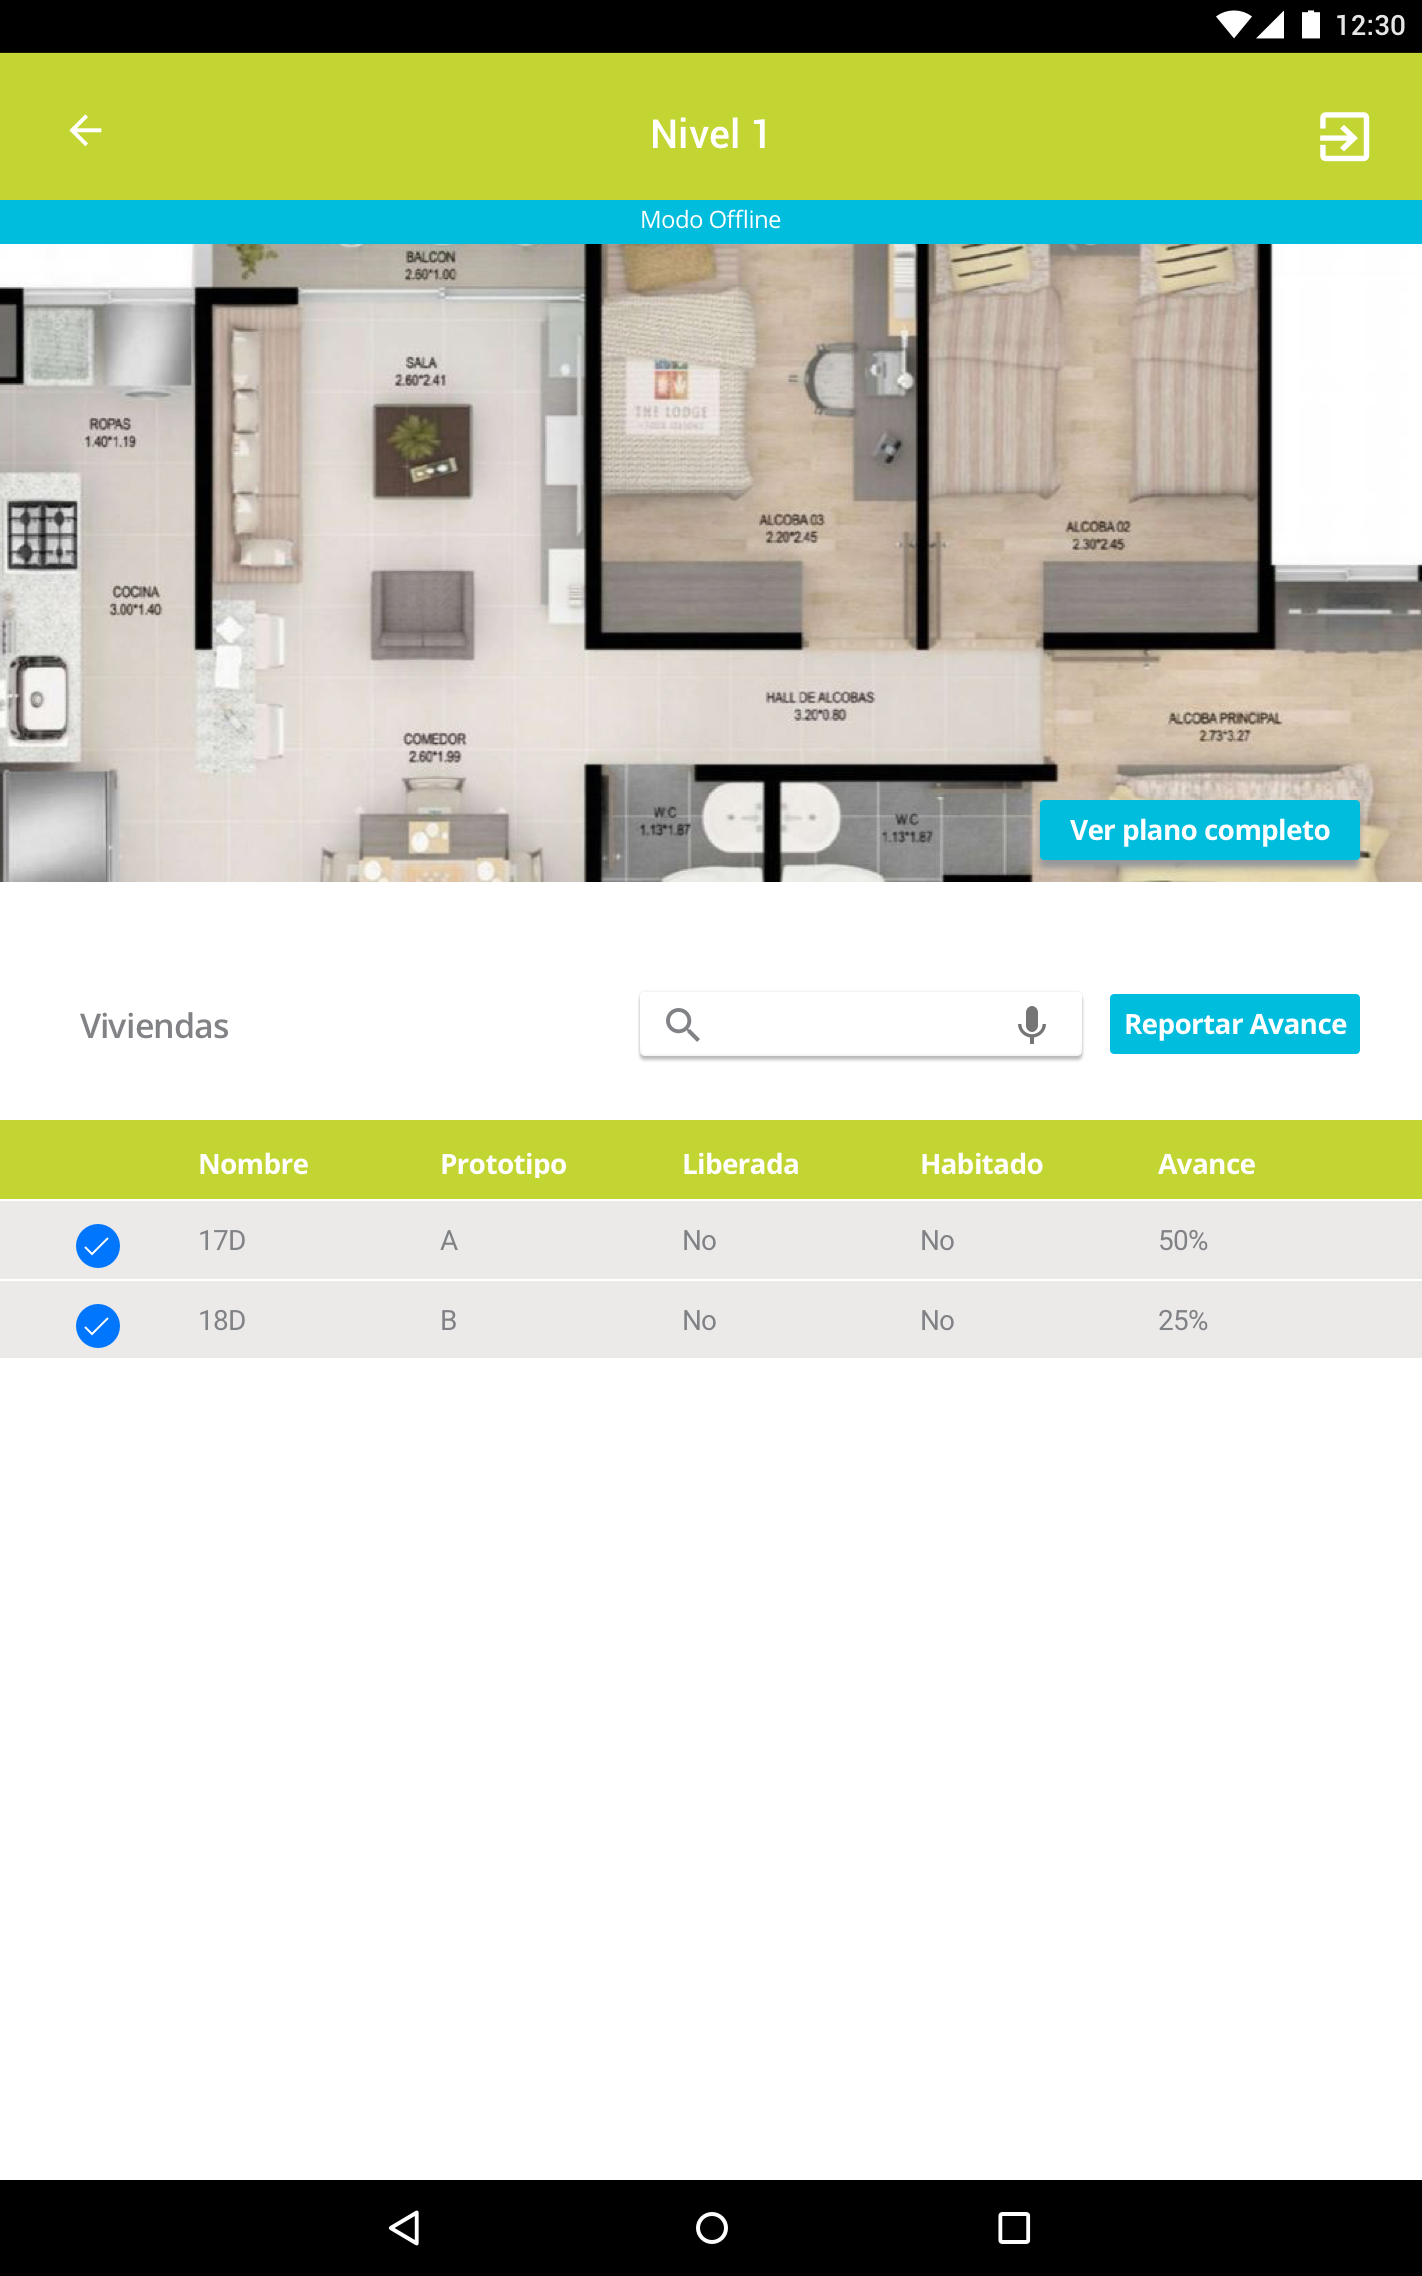 12:30
Nivel 1
Modo Offline
BALCON
2.60*1.00
SALA
2.60*2.41
ROPAS
1.40*1.19
THE LODGE
ALCOBA 03
2.20*2.45
ALCOBA 02
2.30*2.45
COCINA
3.00*1.40
HALL DE ALCOBAS
3.20*0.80
ALCOBA PRINCIPAL
2.73*3.27
COMEDOR
2.60*1.99
W.C
1.13*1.87
W.C
1.13*1.87
Ver plano completo
Viviendas
Reportar Avance
Nombre Prototipo Liberada Habitado Avance
17D A No No 50%
18D B No No 25%